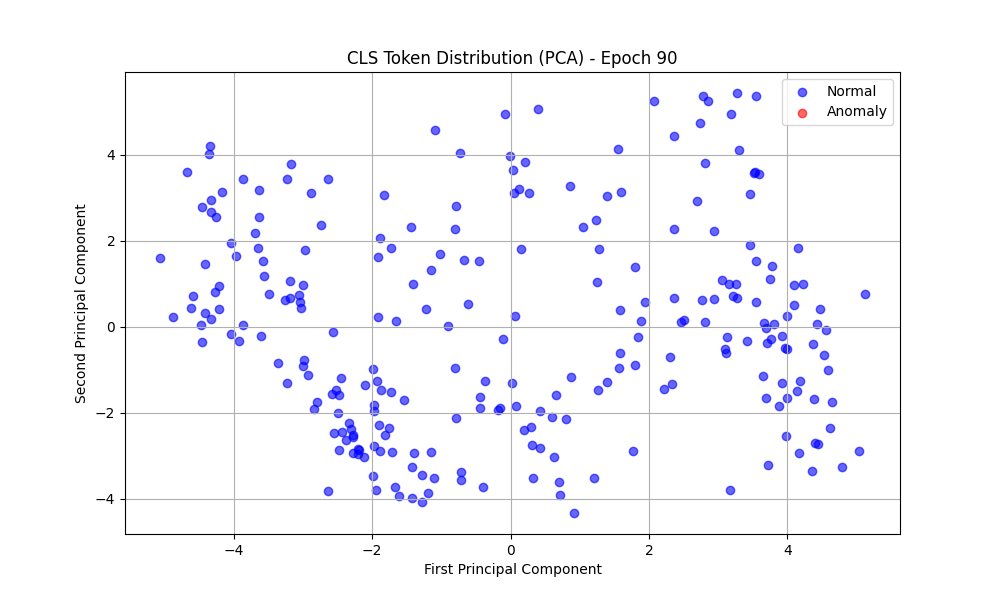 CLS Token Distribution (PCA) - Epoch 90
Normal
Anomaly
Second Principal Component
4
2
0
−2
−4
−4 −2 0 2 4
First Principal Component